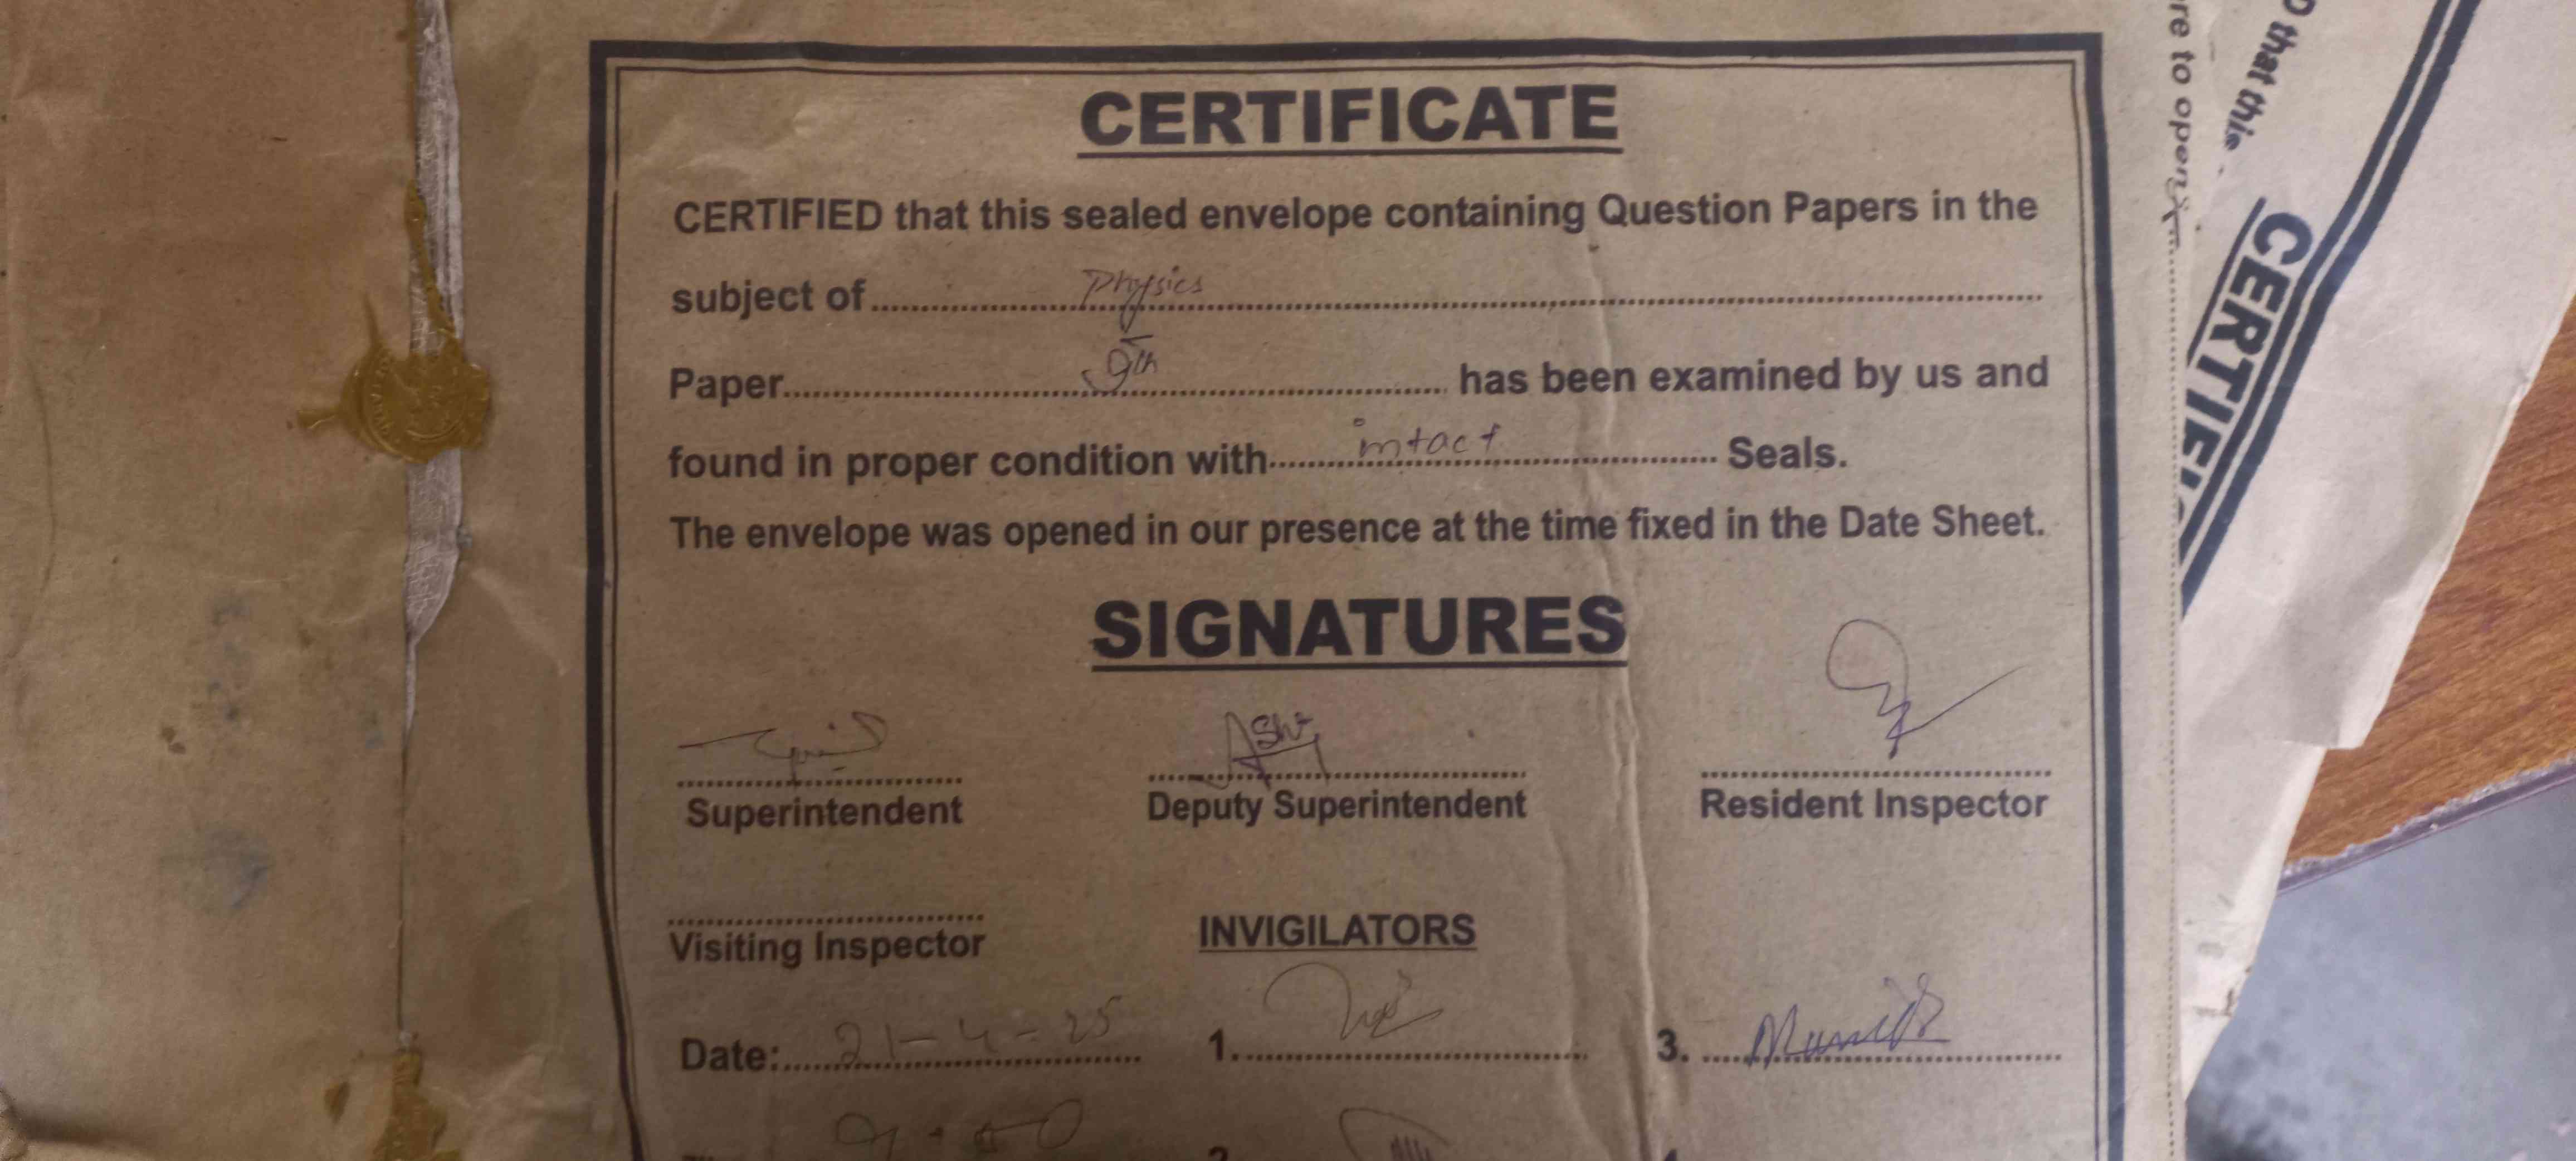 CERTIFICATE
CERTIFIED that this sealed envelope containing Question Papers in the
subject of Physics
Paper 9th has been examined by us and
found in proper condition with intact Seals.
The envelope was opened in our presence at the time fixed in the Date Sheet.
SIGNATURES
Superintendent
Deputy Superintendent
Resident Inspector
Visiting Inspector
INVIGILATORS
Date: 21-4-25
1.
3.
2
re to open
D that this
CERTIFI